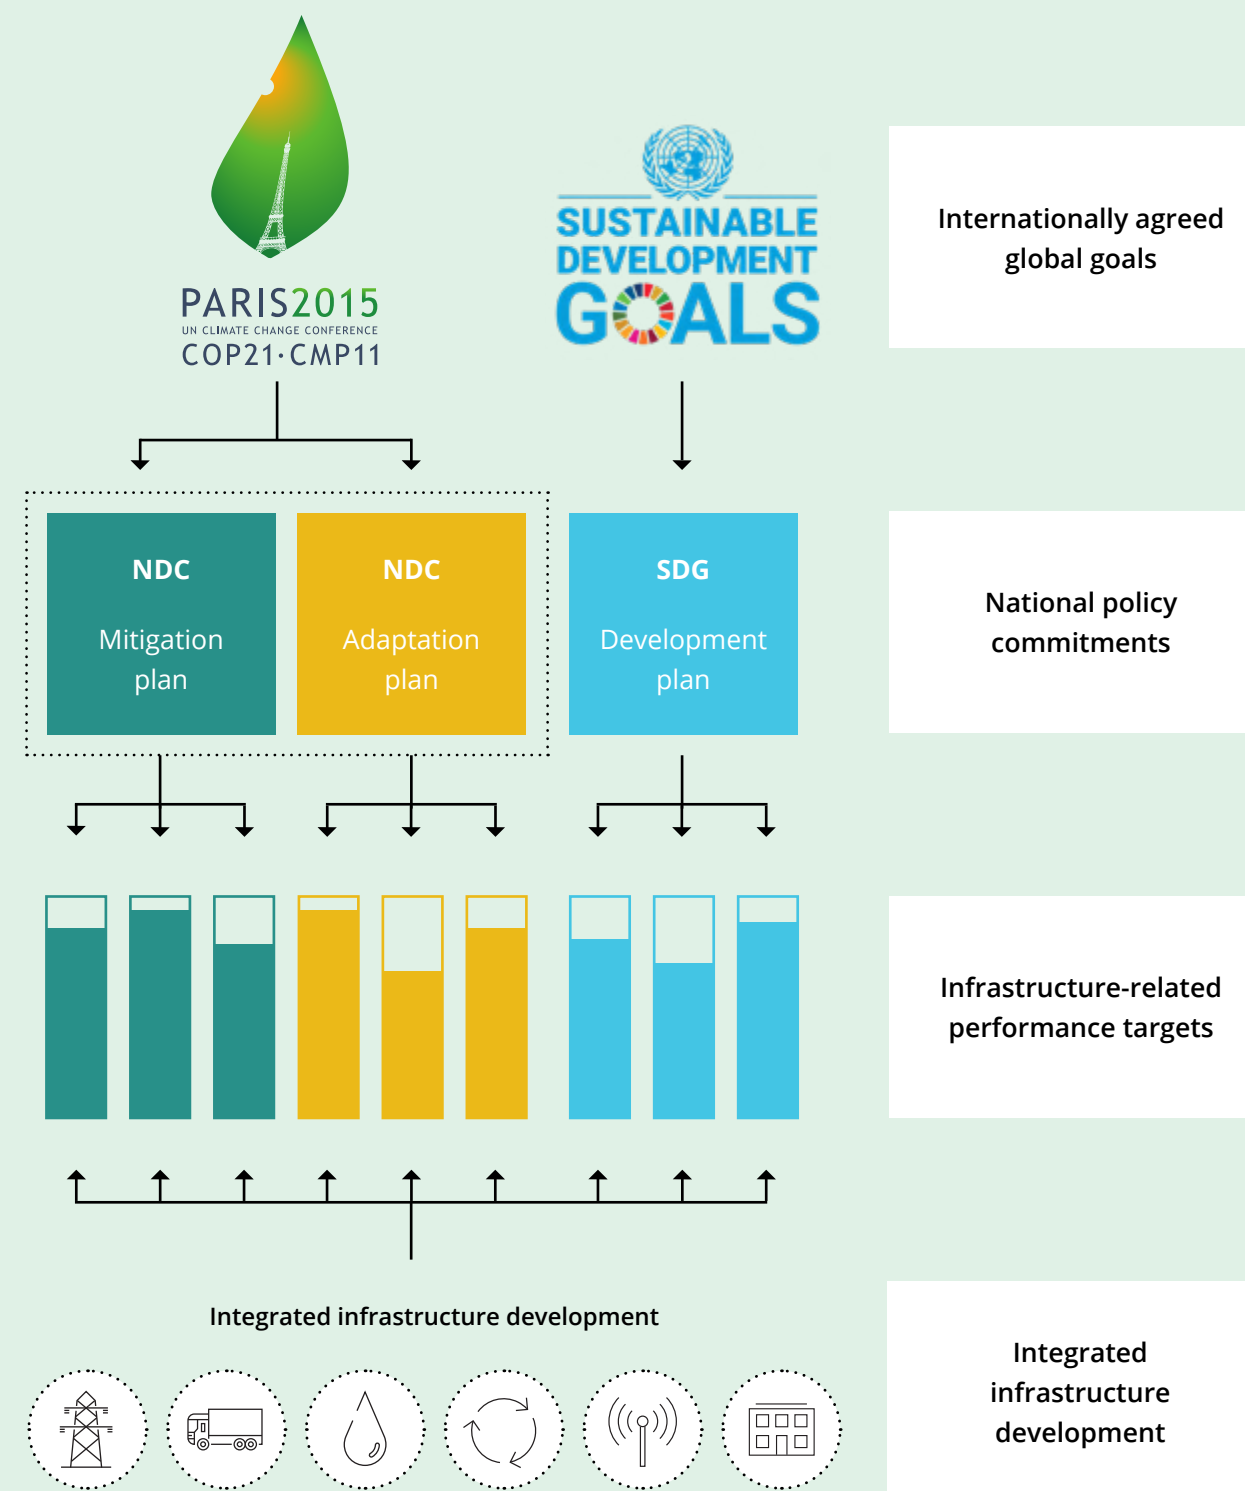 PARIS2015
UN CLIMATE CHANGE CONFERENCE
COP21·CMP11
SUSTAINABLE
DEVELOPMENT
GOALS
Internationally agreed
global goals
NDC
Mitigation
plan
NDC
Adaptation
plan
SDG
Development
plan
National policy
commitments
Infrastructure-related
performance targets
Integrated infrastructure development
Integrated
infrastructure
development